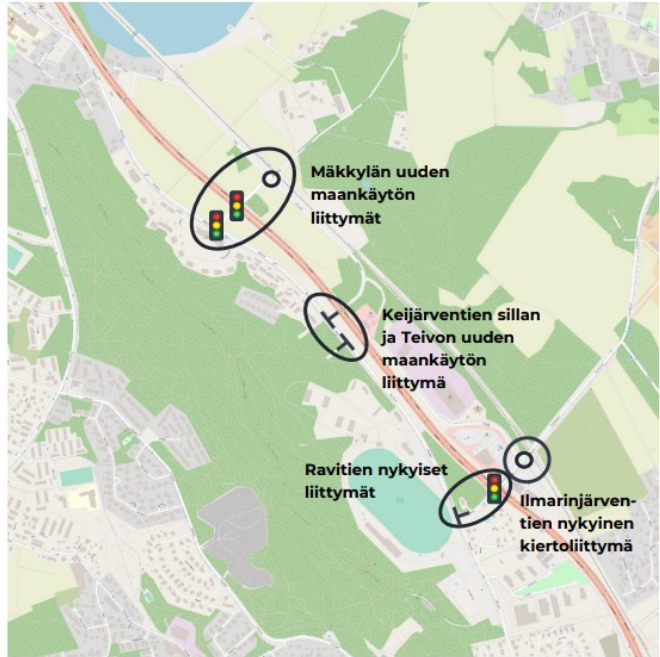 Mäkkylän uuden
maankäytön
liittymät
Keijärventien sillan
ja Teivon uuden
maankäytön
liittymä
Ravitien nykyiset
liittymät
Ilmarinjärven-
tien nykyinen
kiertoliittymä